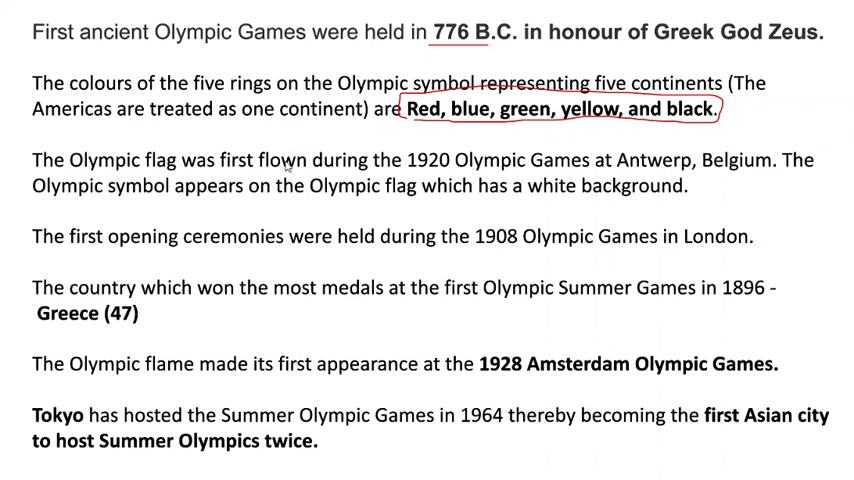 First ancient Olympic Games were held in 776 B.C. in honour of Greek God Zeus.
The colours of the five rings on the Olympic symbol representing five continents (The
Americas are treated as one continent) are Red, blue, green, yellow, and black.
The Olympic flag was first flown during the 1920 Olympic Games at Antwerp, Belgium. The
Olympic symbol appears on the Olympic flag which has a white background.
The first opening ceremonies were held during the 1908 Olympic Games in London.
The country which won the most medals at the first Olympic Summer Games in 1896 -
Greece (47)
The Olympic flame made its first appearance at the 1928 Amsterdam Olympic Games.
Tokyo has hosted the Summer Olympic Games in 1964 thereby becoming the first Asian city
to host Summer Olympics twice.